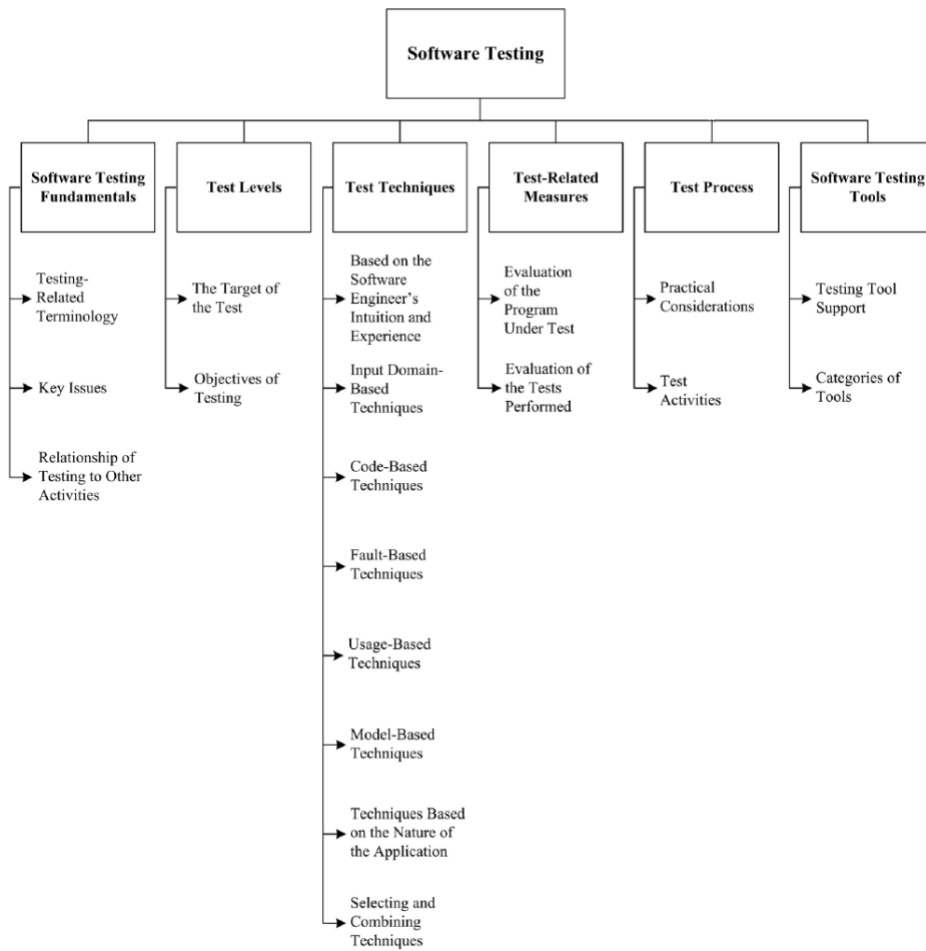 Software Testing
Software Testing
Fundamentals
Test Levels
Test Techniques
Test-Related
Measures
Test Process
Software Testing
Tools
Testing-
Related
Terminology
Key Issues
Relationship of
Testing to Other
Activities
The Target of
the Test
Objectives of
Testing
Based on the
Software
Engineer's
Intuition and
Experience
Input Domain-
Based
Techniques
Code-Based
Techniques
Fault-Based
Techniques
Usage-Based
Techniques
Model-Based
Techniques
Techniques Based
on the Nature of
the Application
Selecting and
Combining
Techniques
Evaluation
of the
Program
Under Test
Evaluation of
the Tests
Performed
Practical
Considerations
Test
Activities
Testing Tool
Support
Categories of
Tools